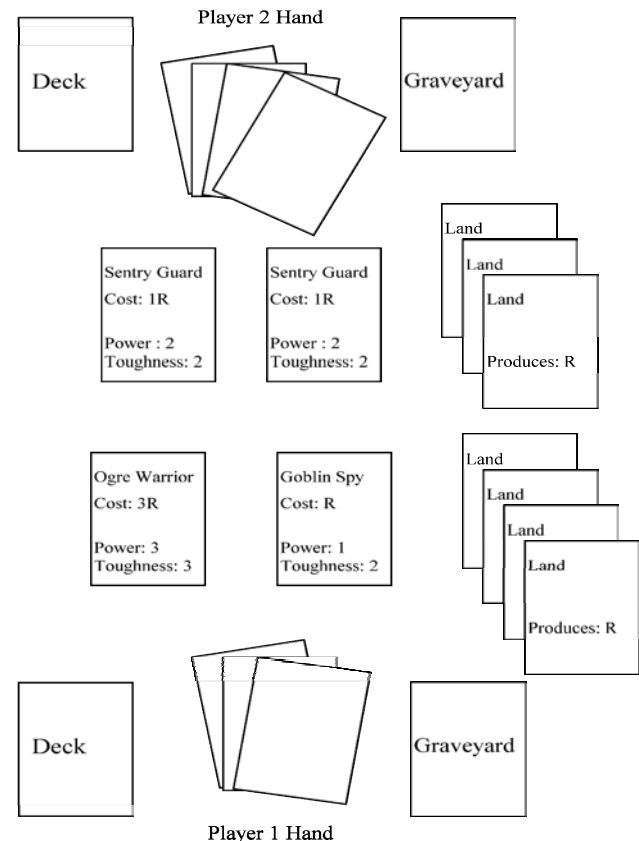 Player 2 Hand
Deck
Graveyard
Land
Land
Land
Produces: R
Sentry Guard
Cost: 1R
Power : 2
Toughness: 2
Sentry Guard
Cost: 1R
Power : 2
Toughness: 2
Ogre Warrior
Cost: 3R
Power: 3
Toughness: 3
Goblin Spy
Cost: R
Power: 1
Toughness: 2
Land
Land
Land
Land
Produces: R
Deck
Graveyard
Player 1 Hand